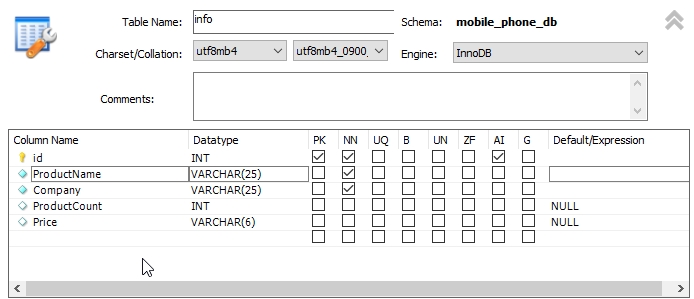 Table Name: info Schema: mobile_phone_db
Charset/Collation: utf8mb4 utf8mb4_0900_ Engine: InnoDB
Comments:
Column Name Datatype PK NN UQ B UN ZF AI G Default/Expression
id INT
ProductName VARCHAR(25)
Company VARCHAR(25)
ProductCount INT NULL
Price VARCHAR(6) NULL